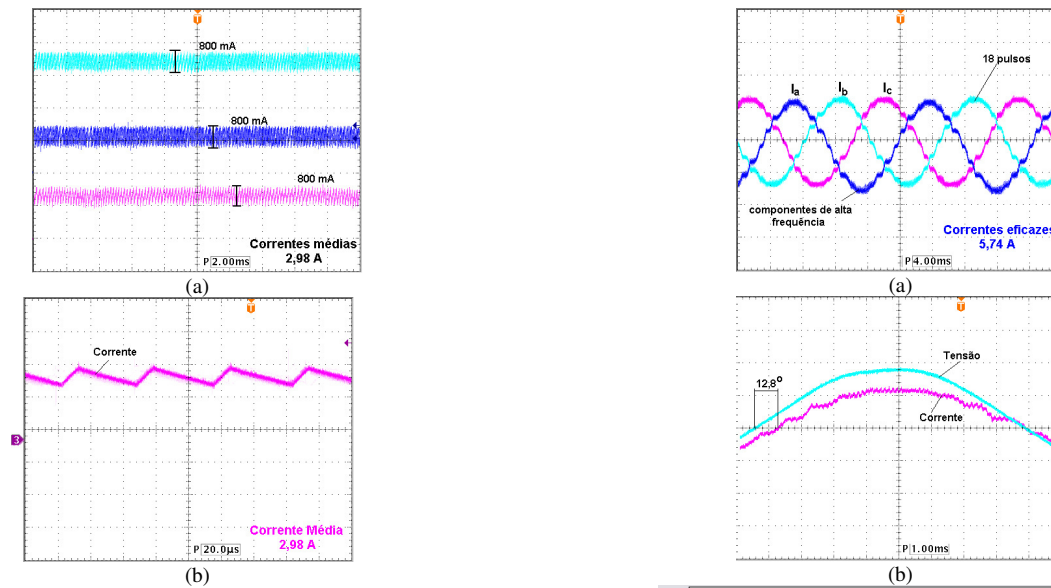 T
800 mA
800 mA
800 mA
Correntes médias
2,98 A
P 2.00ms
(a)
T
Corrente
3
Corrente Média
2,98 A
P 20.0µs
(b)
T
18 pulsos
Ia Ib Ic
componentes de alta
frequência
Correntes eficazes
5,74 A
P 4.00ms
(a)
T
Tensão
12,8º
Corrente
P 1.00ms
(b)